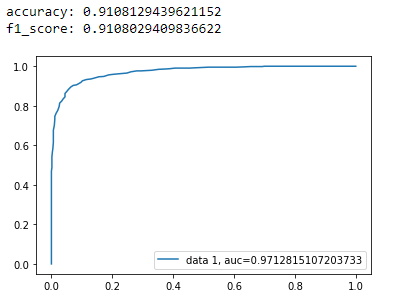 accuracy: 0.9108129439621152
f1_score: 0.9108029409836622
1.0
0.8
0.6
0.4
0.2
0.0
data 1, auc=0.9712815107203733
0.0 0.2 0.4 0.6 0.8 1.0